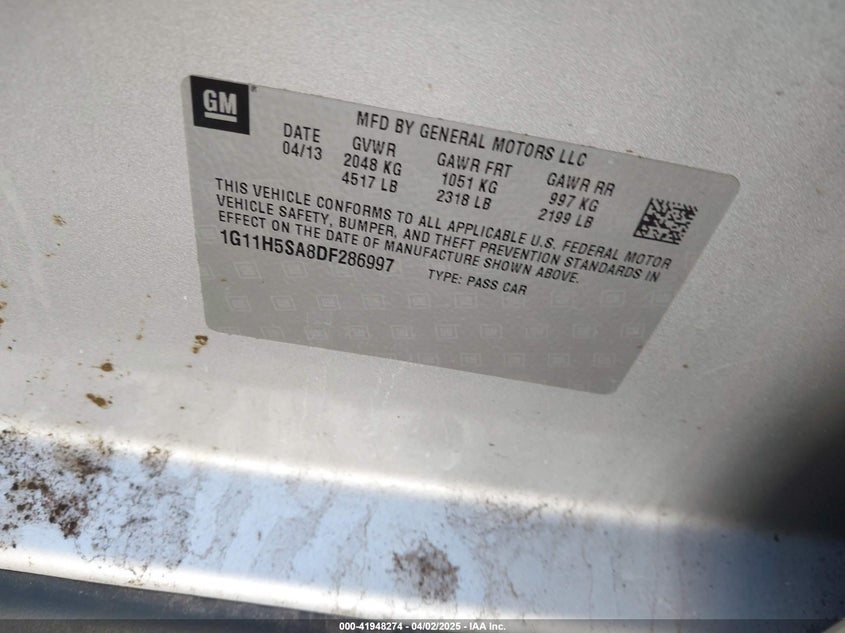 GM
MFD BY GENERAL MOTORS LLC
DATE GVWR GAWR FRT GAWR RR
04/13 2048 KG 1051 KG 997 KG
4517 LB 2318 LB 2199 LB
THIS VEHICLE CONFORMS TO ALL APPLICABLE U.S. FEDERAL MOTOR
VEHICLE SAFETY, BUMPER, AND THEFT PREVENTION STANDARDS IN
EFFECT ON THE DATE OF MANUFACTURE SHOWN ABOVE.
1G11H5SA8DF286997 TYPE: PASS CAR
000-41948274 - 04/02/2025 - IAA Inc.